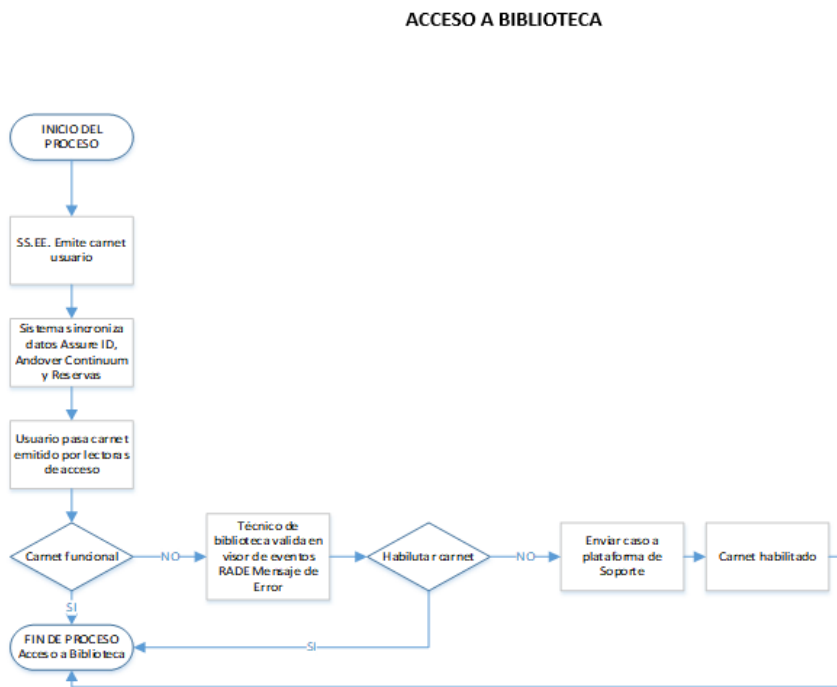 ACCESO A BIBLIOTECA
INICIO DEL
PROCESO
SS.EE. Emite carnet
usuario
Sistema sincroniza
datos Assure ID,
Andover Continuum
y Reservas
Usuario pasa carnet
emitido por lectoras
de acceso
Carnet funcional
NO
Técnico de
biblioteca valida en
visor de eventos
RADE Mensaje de
Error
Habilutar carnet
NO
Enviar caso a
plataforma de
Soporte
Carnet habilitado
SI
FIN DE PROCESO
Acceso a Biblioteca
SI